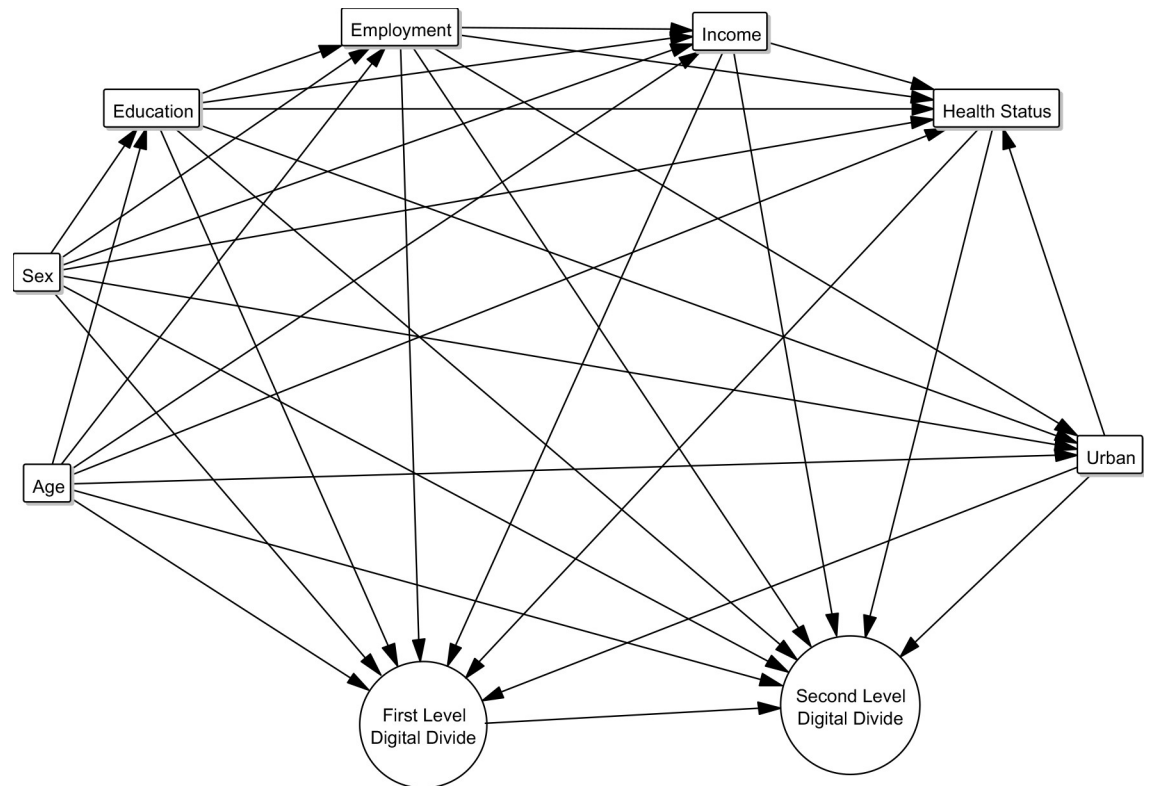 Employment
Income
Education
Health Status
Sex
Urban
Age
First Level
Digital Divide
Second Level
Digital Divide